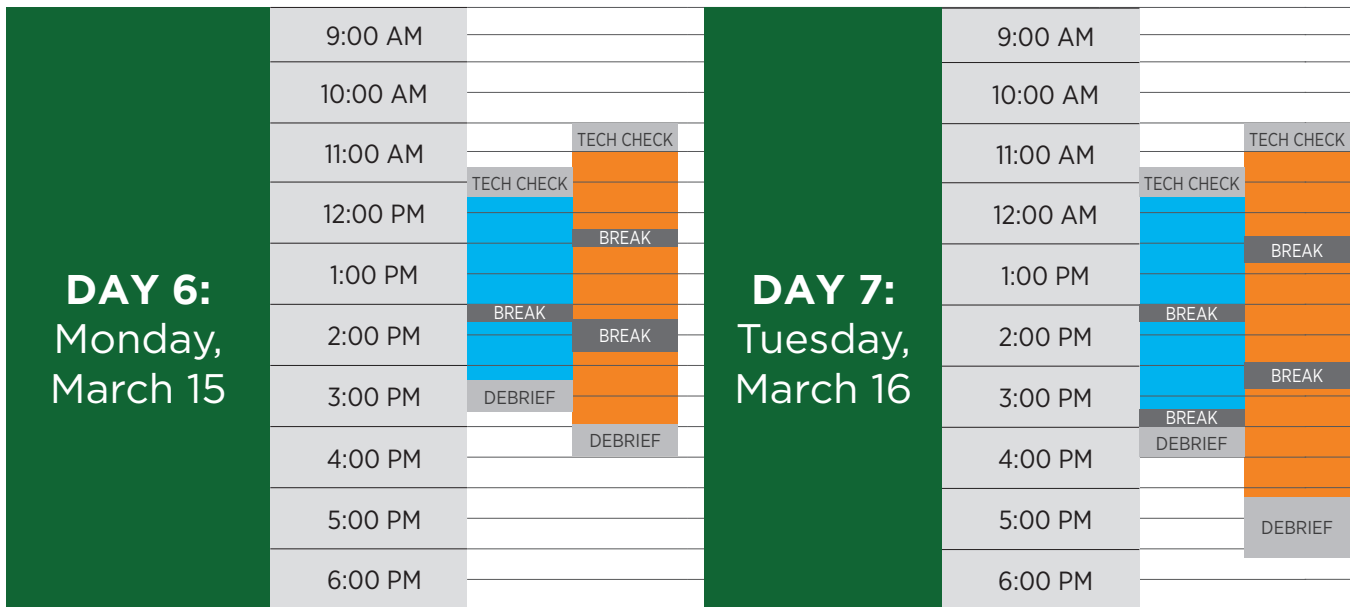 DAY 6:
Monday,
March 15
9:00 AM
10:00 AM
11:00 AM
12:00 PM
1:00 PM
2:00 PM
3:00 PM
4:00 PM
5:00 PM
6:00 PM
TECH CHECK
BREAK
DEBRIEF
TECH CHECK
BREAK
BREAK
DEBRIEF
DAY 7:
Tuesday,
March 16
9:00 AM
10:00 AM
11:00 AM
12:00 AM
1:00 PM
2:00 PM
3:00 PM
4:00 PM
5:00 PM
6:00 PM
TECH CHECK
BREAK
BREAK
DEBRIEF
TECH CHECK
BREAK
BREAK
DEBRIEF